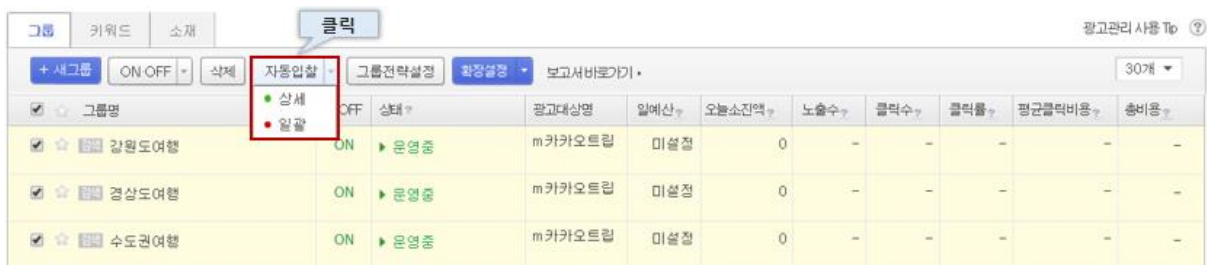 클릭
그룹 키워드 소재 광고관리 사용 Tip ?
+ 새그룹 ON OFF 삭제 자동입찰 그룹전략설정 확장설정 보고서바로가기 30개
상세
일괄
그룹명 OFF 상태? 광고대상명 일예산? 오늘소진액? 노출수? 클릭수? 클릭률? 평균클릭비용? 총비용?
검색 강원도여행 ON 운영중 m카카오트립 미설정 0 - - - - -
검색 경상도여행 ON 운영중 m카카오트립 미설정 0 - - - - -
검색 수도권여행 ON 운영중 m카카오트립 미설정 0 - - - - -